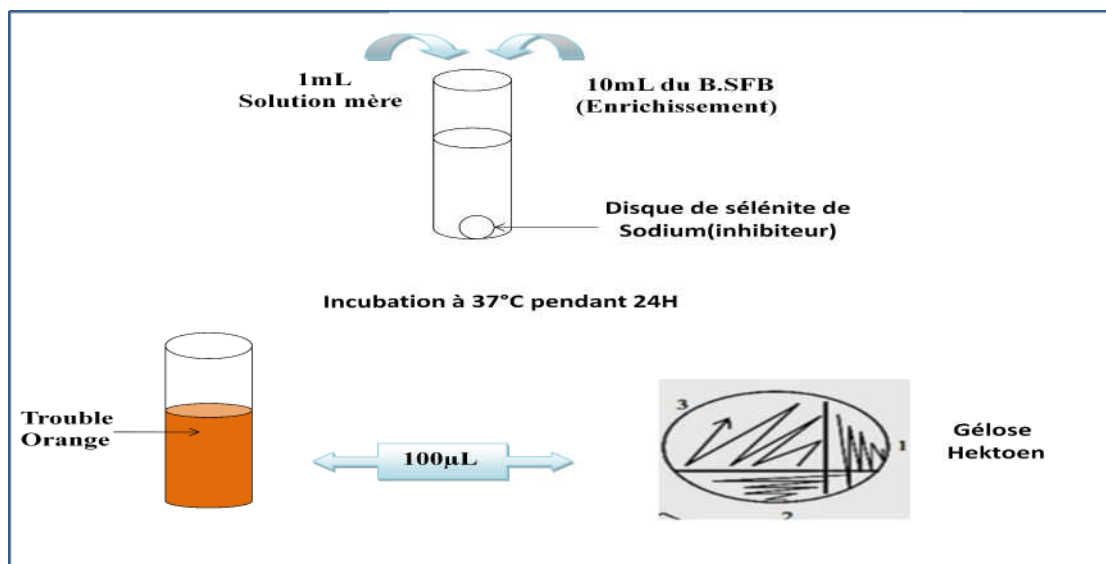 1mL
Solution mère
10mL du B.SFB
(Enrichissement)
Disque de sélénite de
Sodium(inhibiteur)
Incubation à 37°C pendant 24H
Trouble
Orange
100µL
3
1
2
Gélose
Hektoen